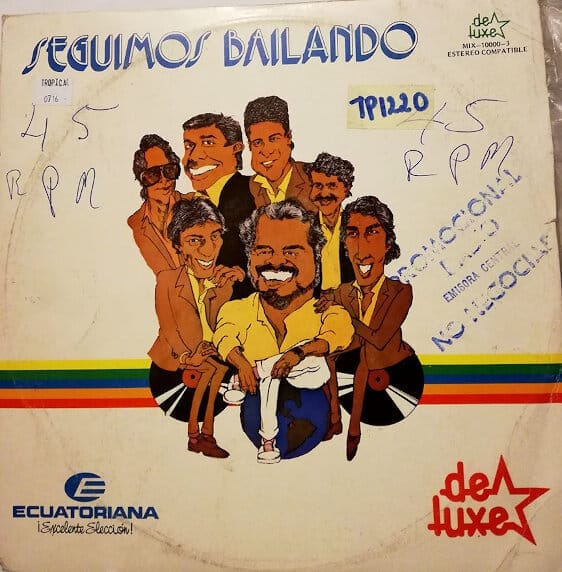 SEGUIMOS BAILANDO
de luxe
MIX-10000-3
ESTEREO COMPATIBLE
TROPICAL
0716
TP1220
45
RPM
45
RPM
PROMOCIONAL
EMISORA CENTRAL
NO NEGOCIABLE
ECUATORIANA
¡Excelente Elección!
de
luxe